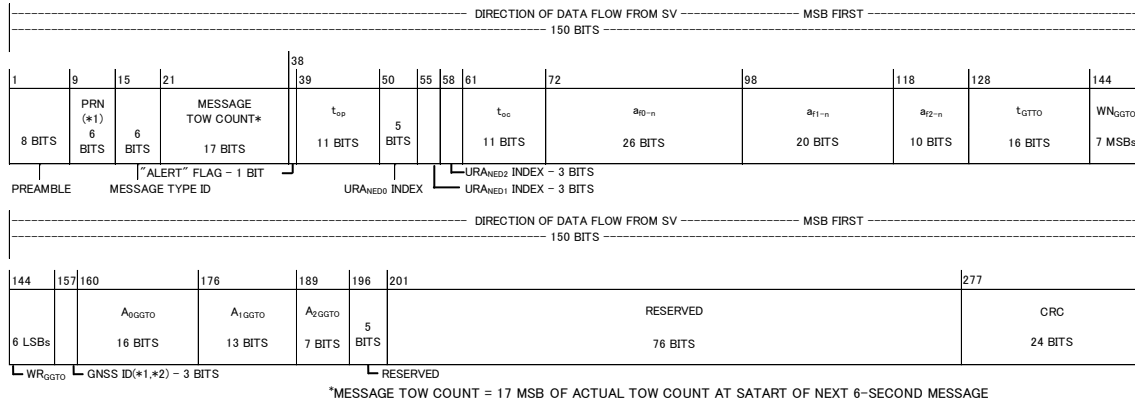 DIRECTION OF DATA FLOW FROM SV MSB FIRST
150 BITS
38
1 9 15 21 39 50 55 58 61 72 98 118 128 144
PRN MESSAGE t_op t_oc a_f0-n a_f1-n a_f2-n t_GTTO WN_GGTO
(*1) TOW COUNT*
8 BITS 6 BITS 6 BITS 17 BITS 11 BITS 5 BITS 11 BITS 26 BITS 20 BITS 10 BITS 16 BITS 7 MSBs
"ALERT" FLAG - 1 BIT URA_NED2 INDEX - 3 BITS
PREAMBLE MESSAGE TYPE ID URA_NED0 INDEX URA_NED1 INDEX - 3 BITS
DIRECTION OF DATA FLOW FROM SV MSB FIRST
150 BITS
144 157 160 176 189 196 201 277
A_0GGTO A_1GGTO A_2GGTO RESERVED CRC
6 LSBs 16 BITS 13 BITS 7 BITS 5 BITS 76 BITS 24 BITS
WR_GGTO GNSS ID(*1,*2) - 3 BITS RESERVED
*MESSAGE TOW COUNT = 17 MSB OF ACTUAL TOW COUNT AT SATART OF NEXT 6-SECOND MESSAGE